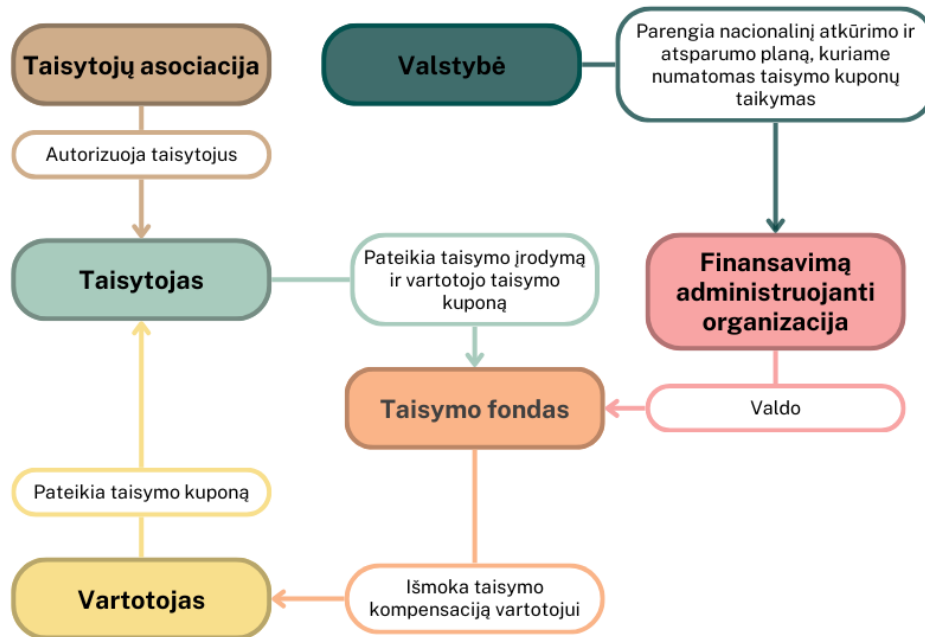 Taisytojų asociacija
Valstybė
Parengia nacionalinį atkūrimo ir
atsparumo planą, kuriame
numatomas taisymo kuponų
taikymas
Autorizuoja taisytojus
Taisytojas
Pateikia taisymo įrodymą
ir vartotojo taisymo
kuponą
Finansavimą
administruojanti
organizacija
Taisymo fondas
Valdo
Pateikia taisymo kuponą
Vartotojas
Išmoka taisymo
kompensaciją vartotojui